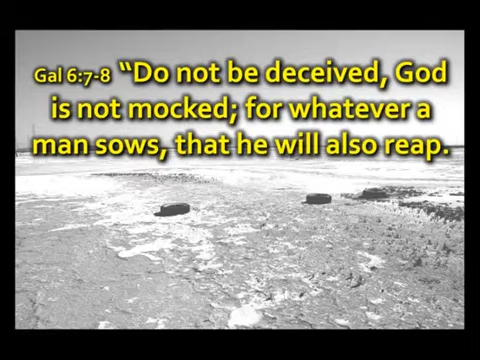 Gal 6:7-8 “Do not be deceived, God
is not mocked; for whatever a
man sows, that he will also reap.